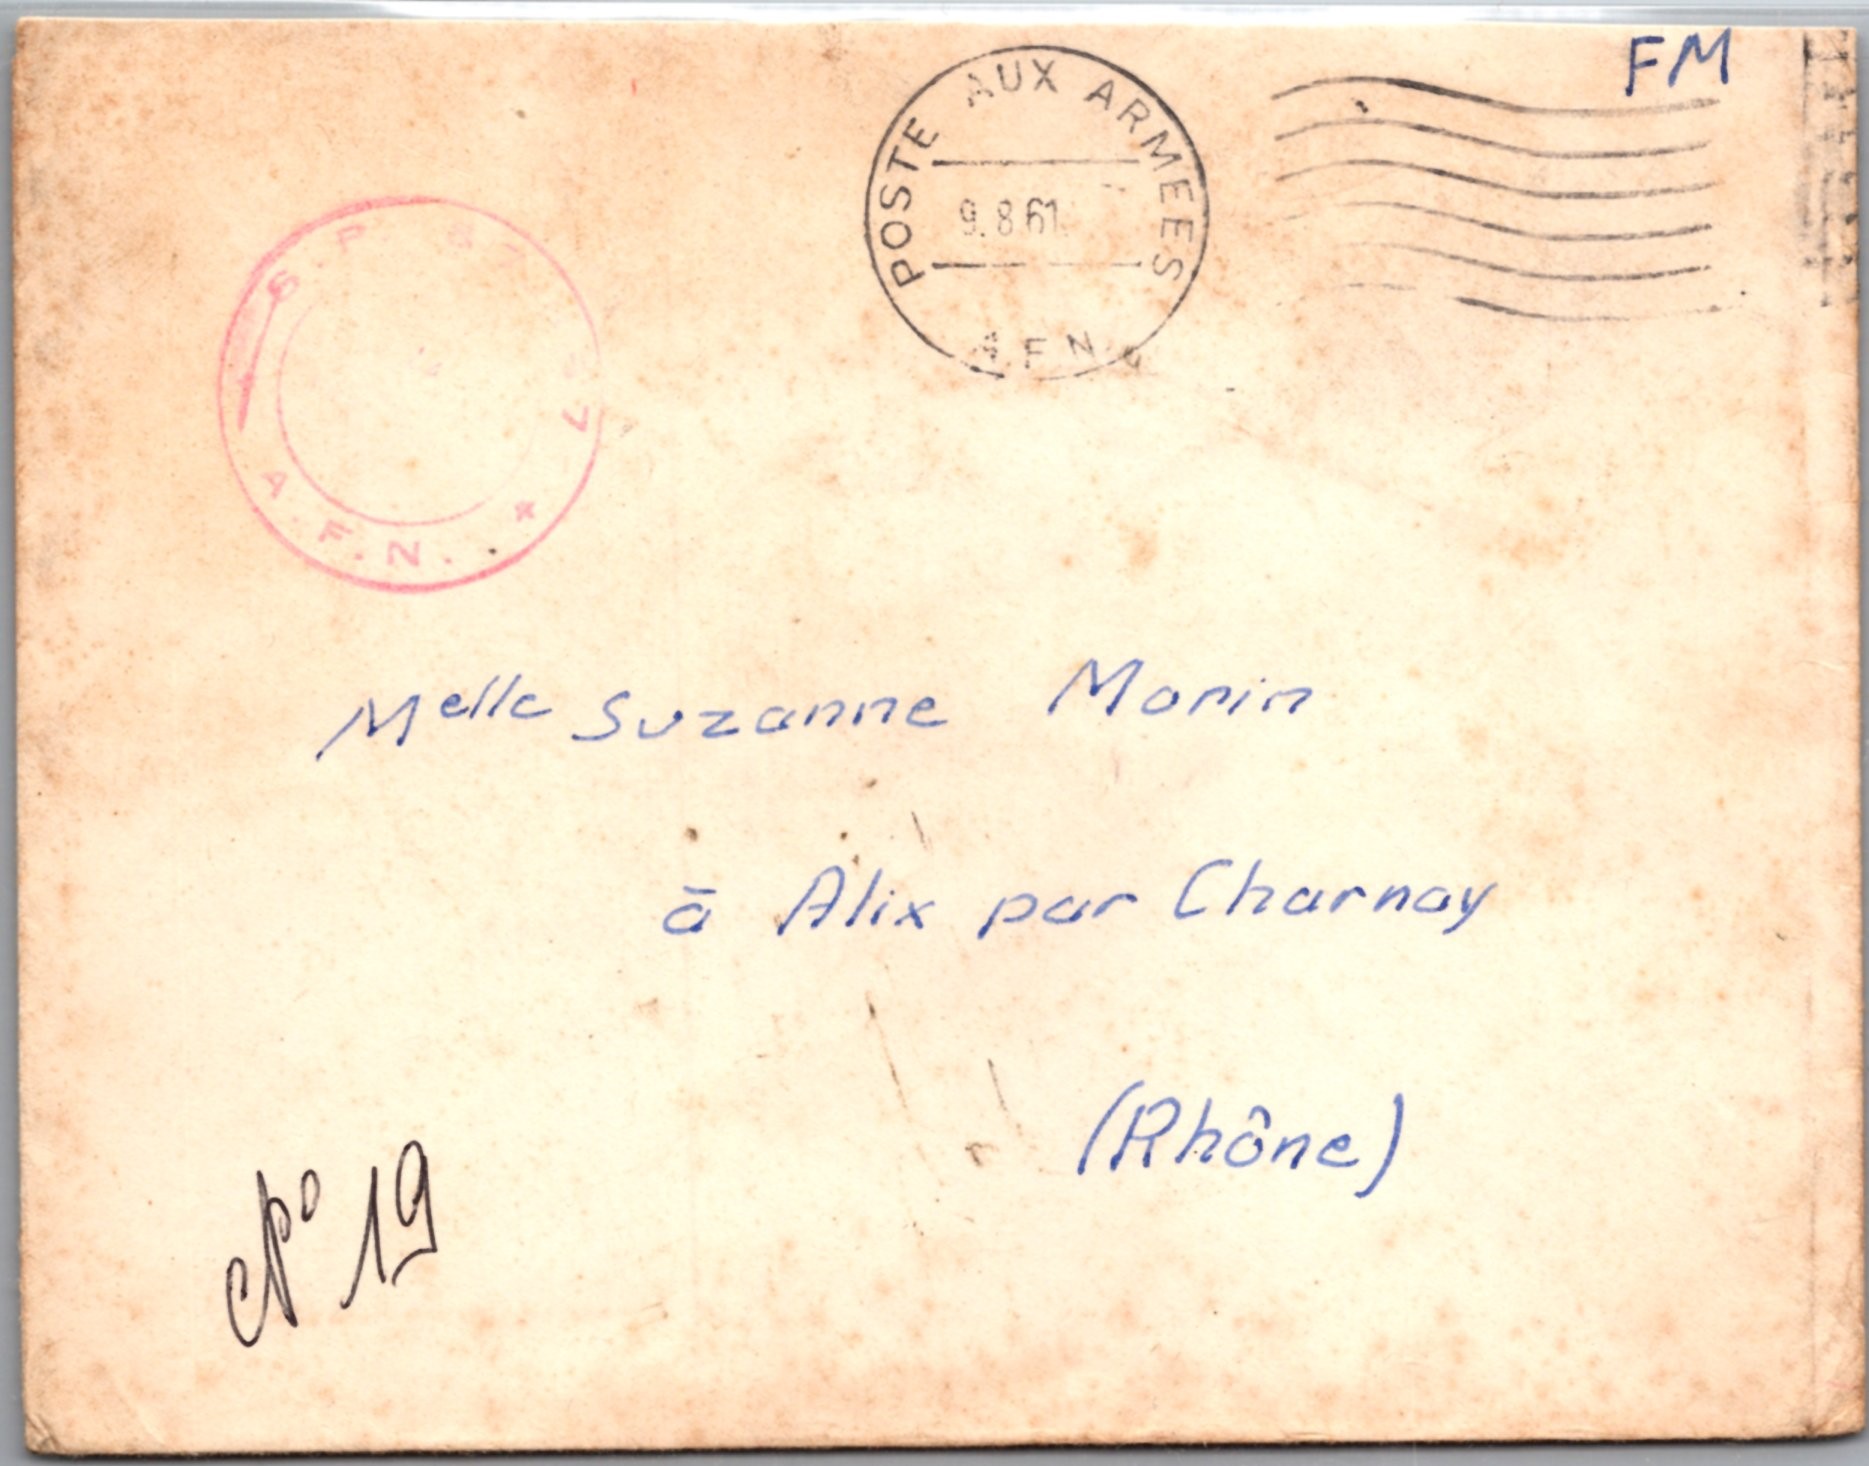 FM
POSTE AUX ARMEES
9.8.61
A.F.N.
S.P.
A.F.N. *
Melle Suzanne Morin
à Alix par Charnay
(Rhône)
N° 19